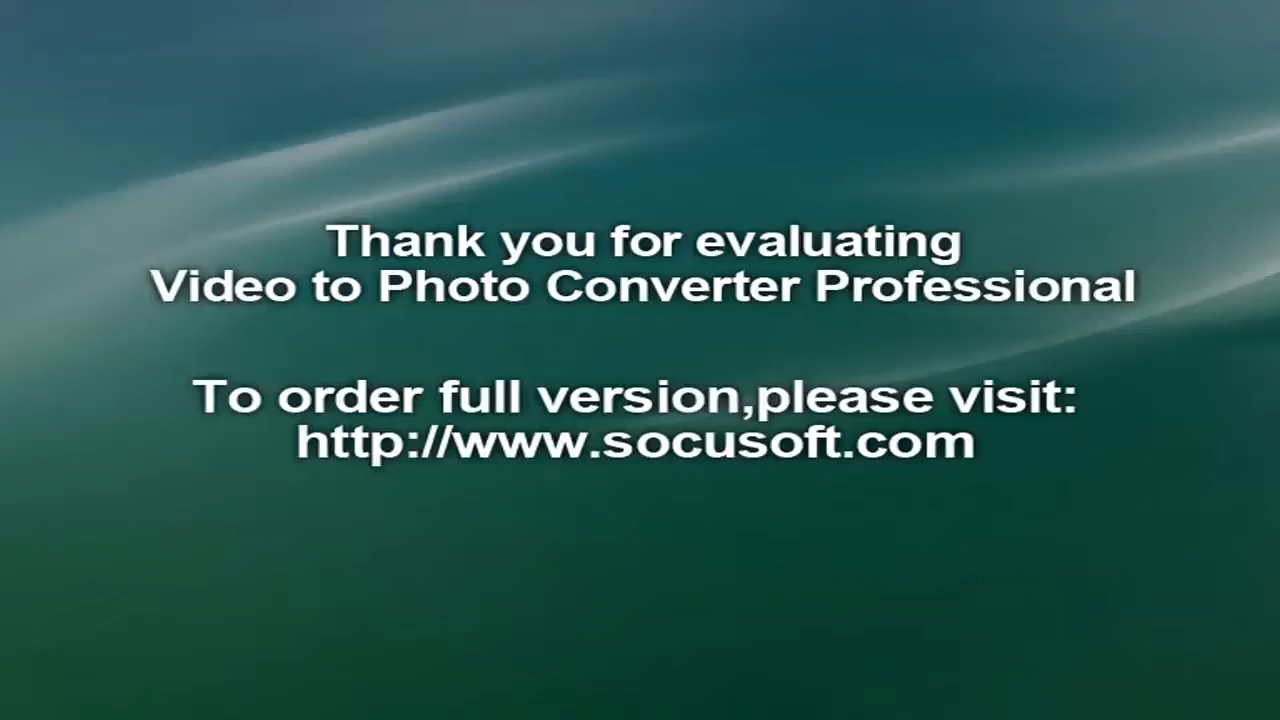 Thank you for evaluating
Video to Photo Converter Professional
To order full version,please visit:
http://www.socusoft.com